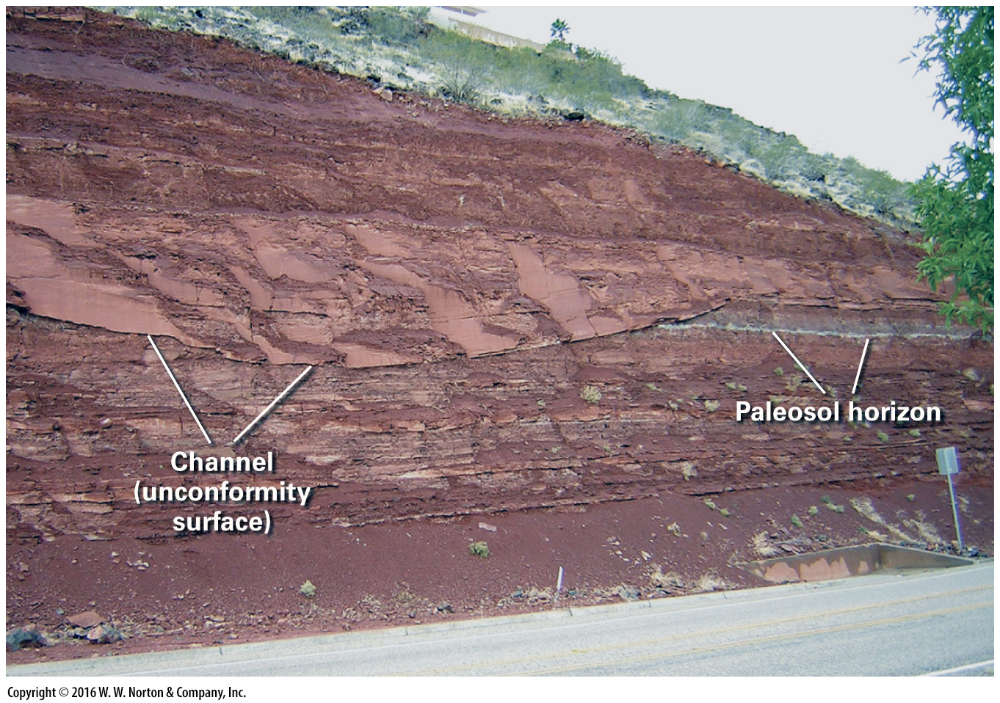 Paleosol horizon
Channel
(unconformity
surface)
Copyright © 2016 W. W. Norton & Company, Inc.